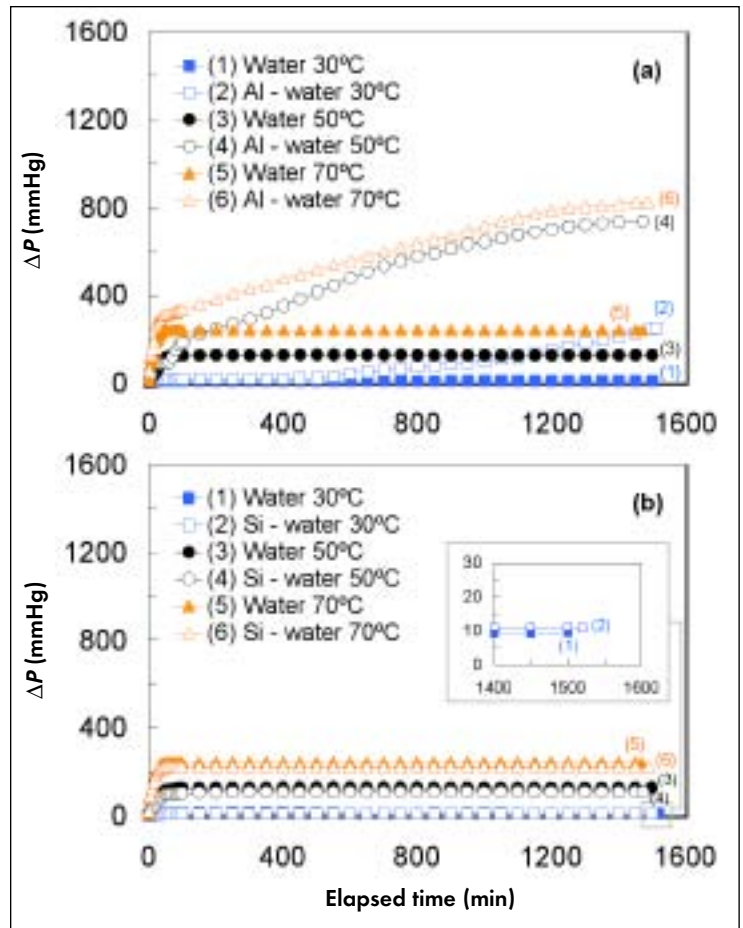 1600
(1) Water 30ºC
(a)
(2) Al - water 30ºC
1200
(3) Water 50ºC
(4) Al - water 50ºC
(5) Water 70ºC
(6) Al - water 70ºC
800
(6)
(4)
ΔP (mmHg)
400
(5)
(2)
(3)
(1)
0
0 400 800 1200 1600
1600
(1) Water 30ºC
(b)
(2) Si - water 30ºC
1200
(3) Water 50ºC
(4) Si - water 50ºC
(5) Water 70ºC
(6) Si - water 70ºC
30
20
10
0
(2)
(1)
1400 1500 1600
800
ΔP (mmHg)
400
(5)
(6)
(3)
(4)
0
0 400 800 1200 1600
Elapsed time (min)